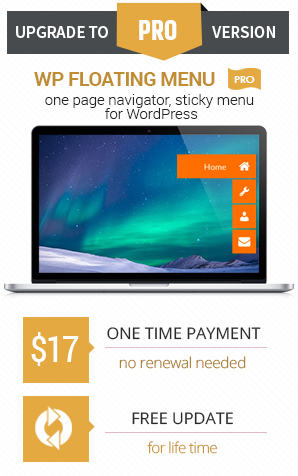 UPGRADE TO PRO VERSION
WP FLOATING MENU PRO
one page navigator, sticky menu
for WordPress
Home
$17
ONE TIME PAYMENT
no renewal needed
FREE UPDATE
for life time